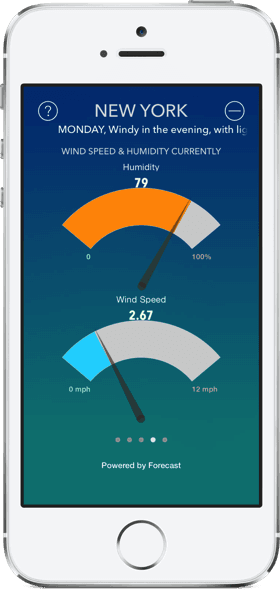 ?
NEW YORK
MONDAY, Windy in the evening, with lig
WIND SPEED & HUMIDITY CURRENTLY
Humidity
79
0
100%
Wind Speed
2.67
0 mph
12 mph
Powered by Forecast